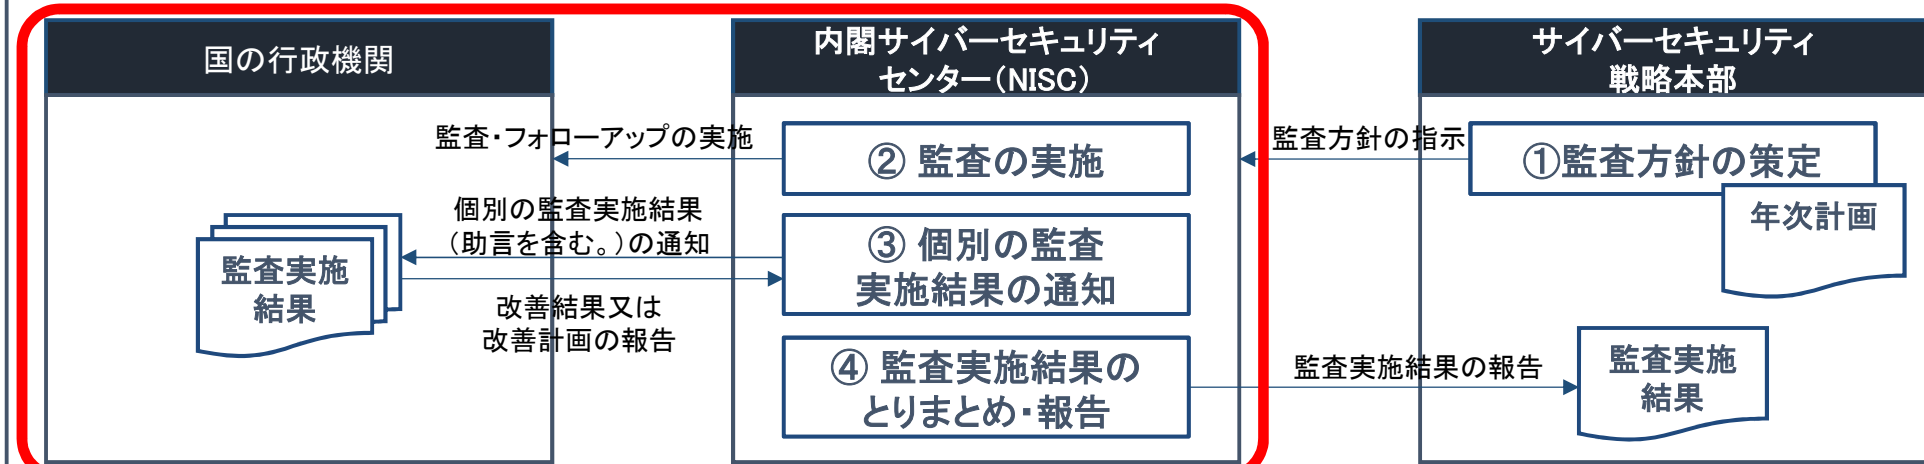 国の行政機関
内閣サイバーセキュリティ
センター(NISC)
サイバーセキュリティ
戦略本部
監査・フォローアップの実施
② 監査の実施
監査方針の指示
①監査方針の策定
年次計画
個別の監査実施結果
(助言を含む。)の通知
③ 個別の監査
実施結果の通知
監査実施
結果
改善結果又は
改善計画の報告
④ 監査実施結果の
とりまとめ・報告
監査実施結果の報告
監査実施
結果